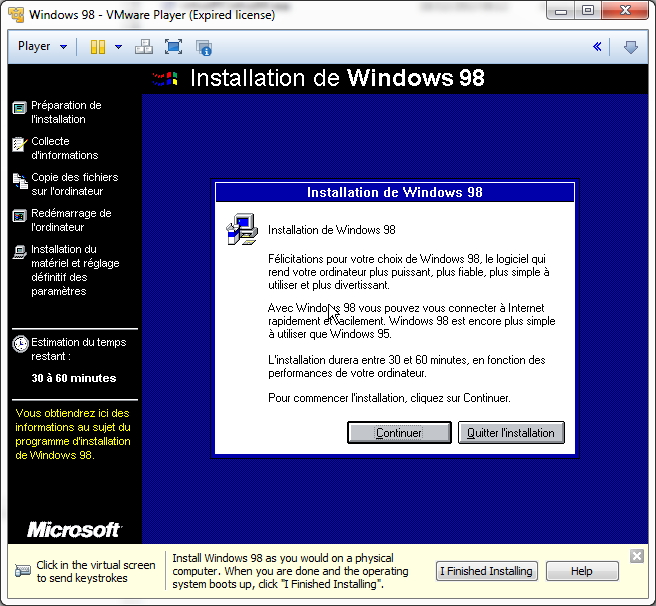 Windows 98 - VMware Player (Expired license)
Player
Installation de Windows 98
Préparation de
l'installation
Collecte
d'informations
Copie des fichiers
sur l'ordinateur
Redémarrage de
l'ordinateur
Installation du
matériel et réglage
définitif des
paramètres
Estimation du temps
restant :
30 à 60 minutes
Vous obtiendrez ici des
informations au sujet du
programme d'installation
de Windows 98.
Microsoft
Installation de Windows 98
Installation de Windows 98
Félicitations pour votre choix de Windows 98, le logiciel qui
rend votre ordinateur plus puissant, plus fiable, plus simple à
utiliser et plus divertissant.
Avec Windows 98 vous pouvez vous connecter à Internet
rapidement et facilement. Windows 98 est encore plus simple
à utiliser que Windows 95.
L'installation durera entre 30 et 60 minutes, en fonction des
performances de votre ordinateur.
Pour commencer l'installation, cliquez sur Continuer.
Continuer
Quitter l'installation
Click in the virtual screen
to send keystrokes
Install Windows 98 as you would on a physical
computer. When you are done and the operating
system boots up, click "I Finished Installing".
I Finished Installing
Help